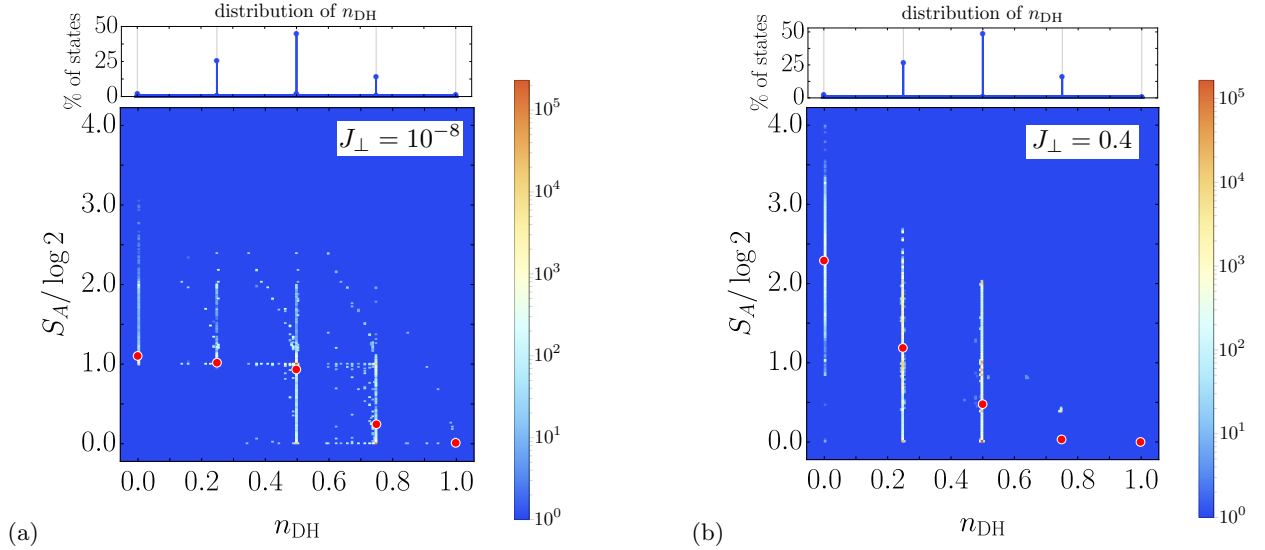 distribution of n_DH
50
25
0
% of states
J_⊥ = 10^−8
4.0
3.0
2.0
1.0
0.0
S_A/ log 2
0.0 0.2 0.4 0.6 0.8 1.0
n_DH
10^5
10^4
10^3
10^2
10^1
10^0
(a)
distribution of n_DH
50
25
0
% of states
J_⊥ = 0.4
4.0
3.0
2.0
1.0
0.0
S_A/ log 2
0.0 0.2 0.4 0.6 0.8 1.0
n_DH
10^5
10^4
10^3
10^2
10^1
10^0
(b)